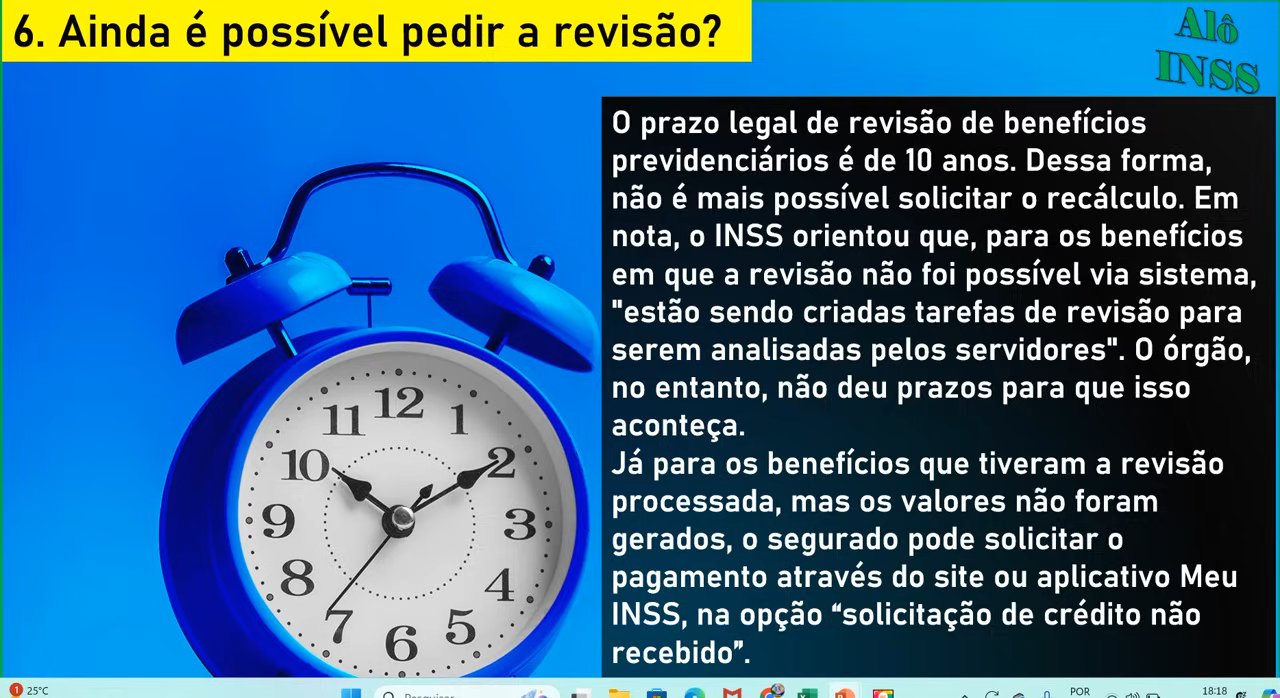 6. Ainda é possível pedir a revisão?
Alô
INSS
O prazo legal de revisão de benefícios
previdenciários é de 10 anos. Dessa forma,
não é mais possível solicitar o recálculo. Em
nota, o INSS orientou que, para os benefícios
em que a revisão não foi possível via sistema,
"estão sendo criadas tarefas de revisão para
serem analisadas pelos servidores". O órgão,
no entanto, não deu prazos para que isso
aconteça.
Já para os benefícios que tiveram a revisão
processada, mas os valores não foram
gerados, o segurado pode solicitar o
pagamento através do site ou aplicativo Meu
INSS, na opção “solicitação de crédito não
recebido”.
12
11 1
10 2
9 3
8 4
7 5
6
1 25°C
Pesquisar
POR
18:18